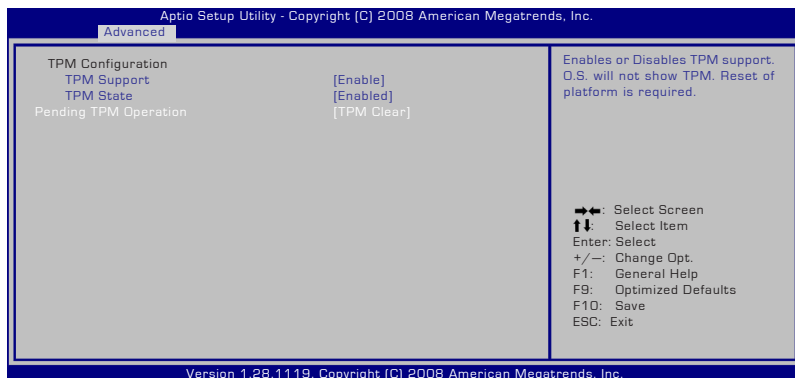 Aptio Setup Utility - Copyright (C) 2008 American Megatrends, Inc.
Advanced
TPM Configuration
TPM Support [Enable]
TPM State [Enabled]
Pending TPM Operation [TPM Clear]
Enables or Disables TPM support.
O.S. will not show TPM. Reset of
platform is required.
→←: Select Screen
↑↓: Select Item
Enter: Select
+/—: Change Opt.
F1: General Help
F9: Optimized Defaults
F10: Save
ESC: Exit
Version 1.28.1119. Copyright (C) 2008 American Megatrends, Inc.